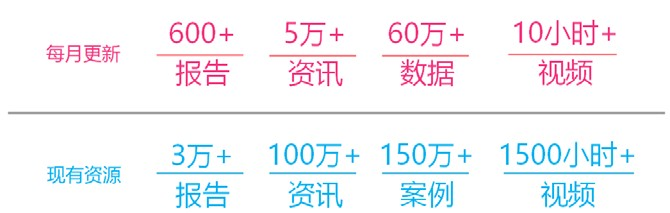 每月更新
600+ 5万+ 60万+ 10小时+
报告 资讯 数据 视频
现有资源
3万+ 100万+ 150万+ 1500小时+
报告 资讯 案例 视频